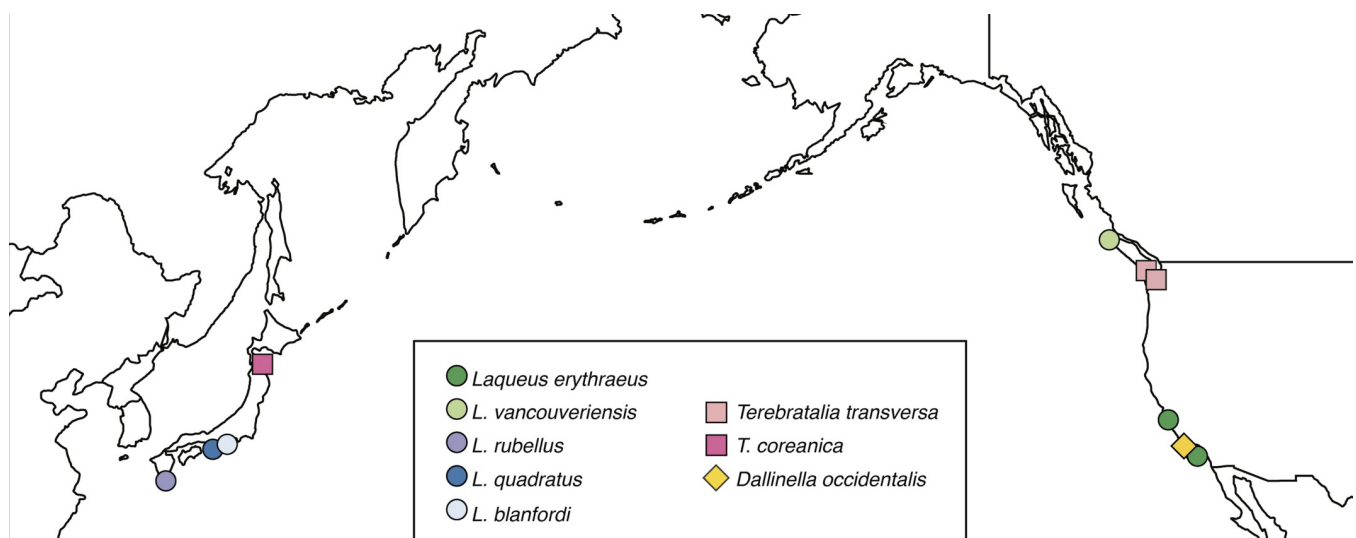 Laqueus erythraeus
L. vancouveriensis
L. rubellus
L. quadratus
L. blanfordi
Terebratalia transversa
T. coreanica
Dallinella occidentalis